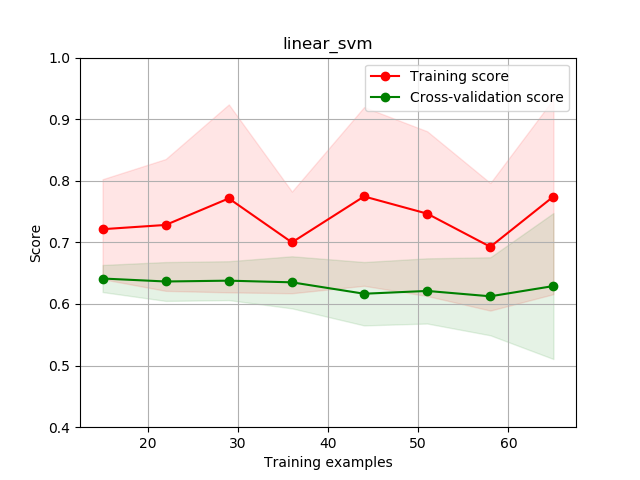 linear_svm
Training score
Cross-validation score
1.0
0.9
0.8
0.7
0.6
0.5
0.4
Score
20 30 40 50 60
Training examples